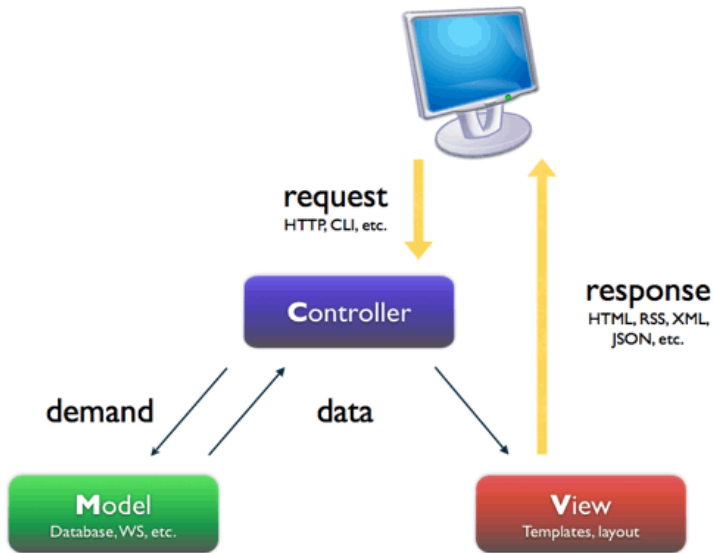 request
HTTP, CLI, etc.
response
HTML, RSS, XML,
JSON, etc.
Controller
demand
data
Model
Database, WS, etc.
View
Templates, layout